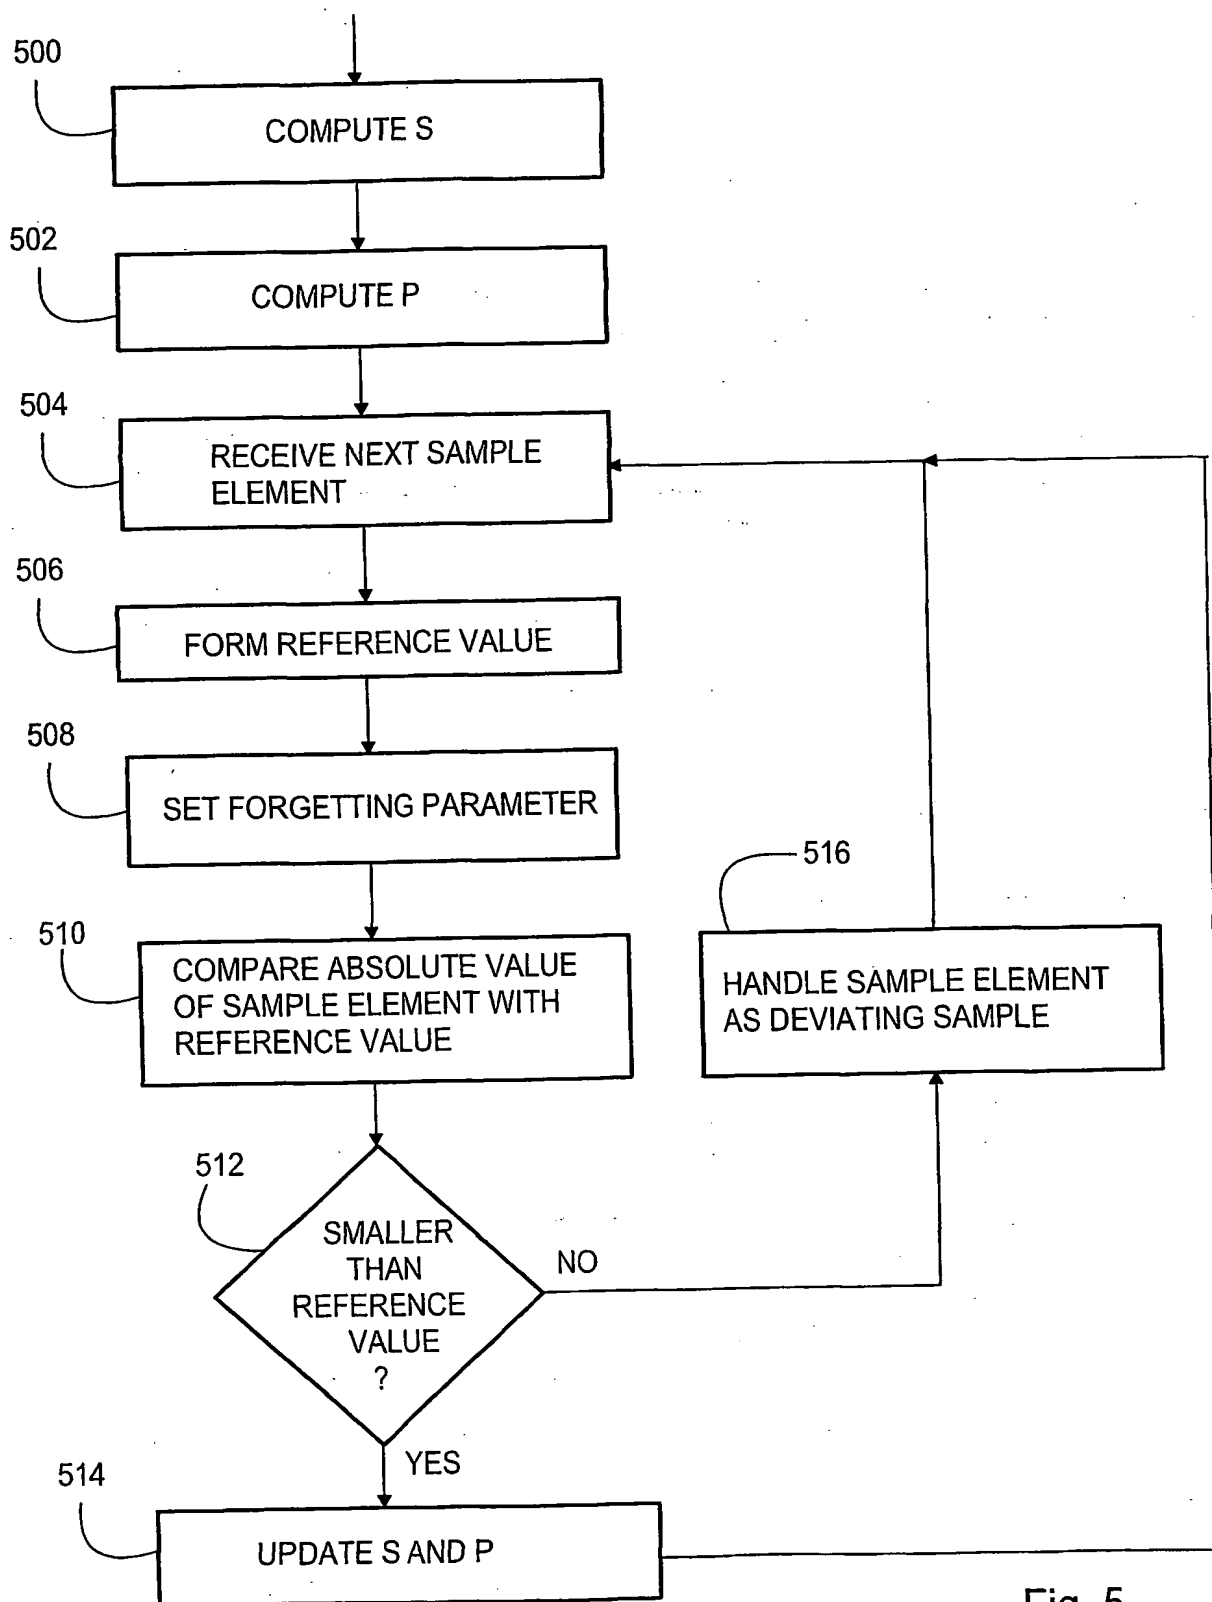 500
COMPUTE S
502
COMPUTE P
504
RECEIVE NEXT SAMPLE
ELEMENT
506
FORM REFERENCE VALUE
508
SET FORGETTING PARAMETER
516
510
COMPARE ABSOLUTE VALUE
OF SAMPLE ELEMENT WITH
REFERENCE VALUE
HANDLE SAMPLE ELEMENT
AS DEVIATING SAMPLE
512
SMALLER
THAN
REFERENCE
VALUE
?
NO
YES
514
UPDATE S AND P
Fig. 5